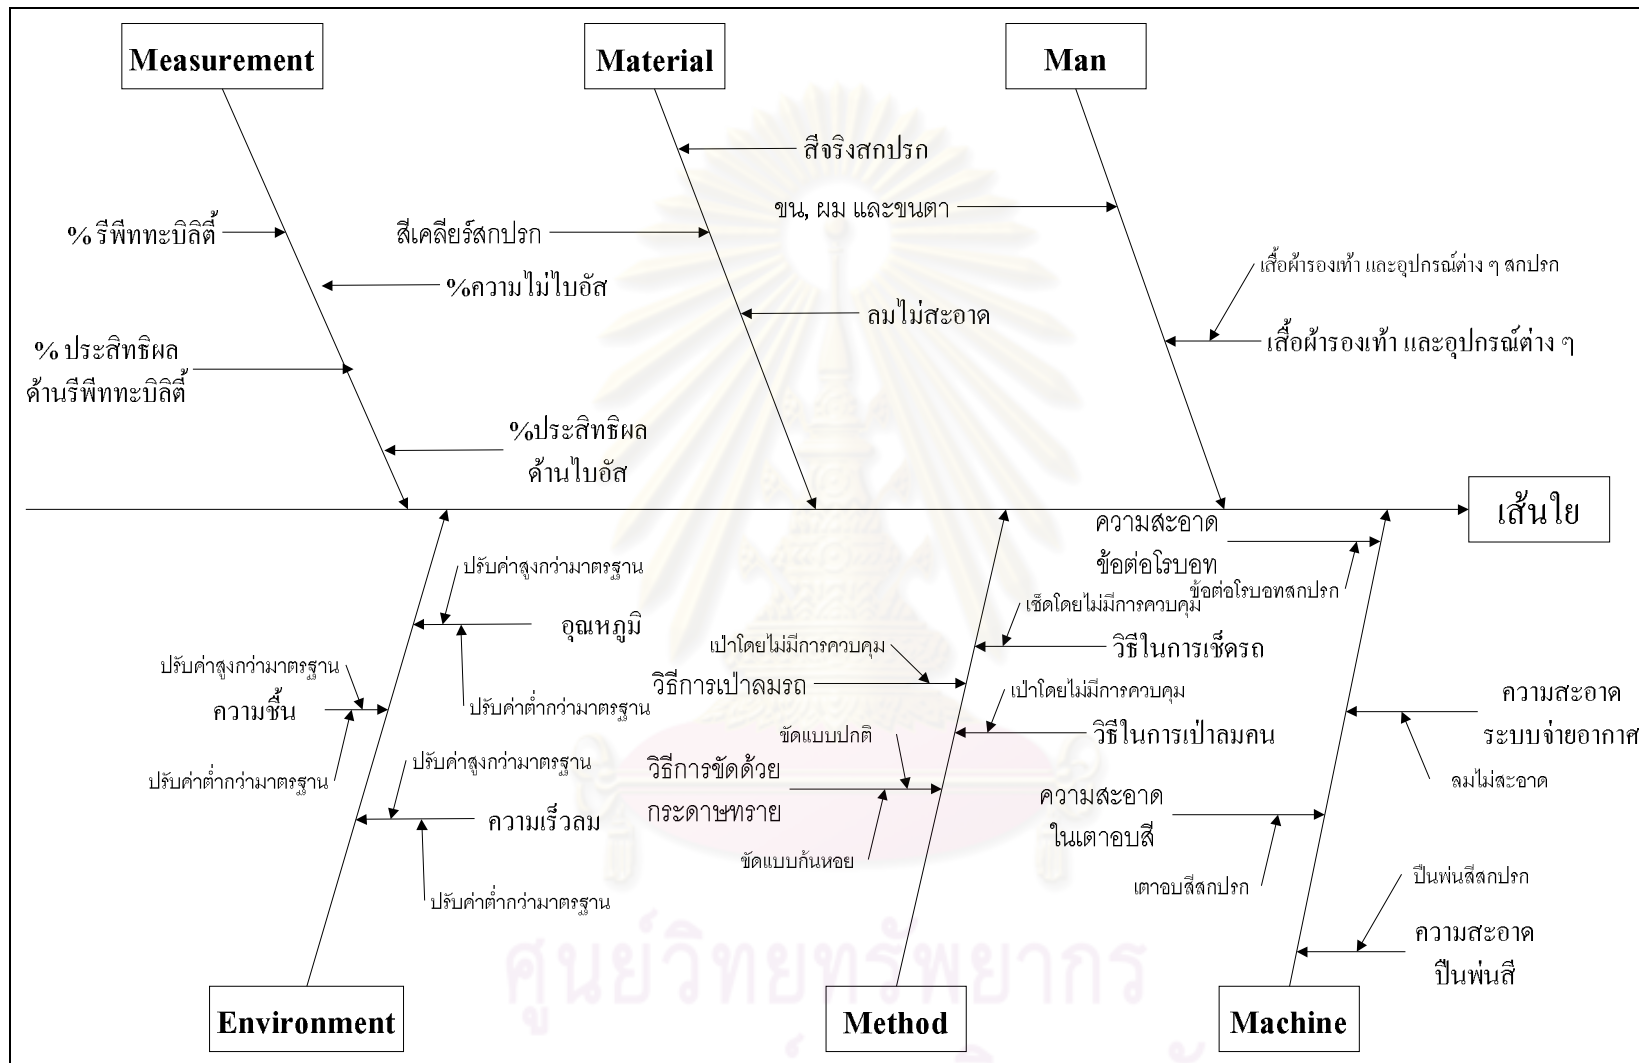 Measurement
Material
Man
สีจริงสกปรก
ขน, ผม และขนตา
% รีพีททะบิลิตี้
สีเคลียร์สกปรก
%ความไม่ไบอัส
เสื้อผ้ารองเท้า และอุปกรณ์ต่าง ๆ สกปรก
ลมไม่สะอาด
เสื้อผ้ารองเท้า และอุปกรณ์ต่าง ๆ
% ประสิทธิผล
ด้านรีพีททะบิลิตี้
%ประสิทธิผล
ด้านไบอัส
เส้นใย
ความสะอาด
ข้อต่อโรบอท
ข้อต่อโรบอทสกปรก
ปรับค่าสูงกว่ามาตรฐาน
อุณหภูมิ
ปรับค่าต่ำกว่ามาตรฐาน
เช็ดโดยไม่มีการควบคุม
วิธีในการเช็ดรถ
เป่าโดยไม่มีการควบคุม
วิธีการเป่าลมรถ
ปรับค่าสูงกว่ามาตรฐาน
ความชื้น
ปรับค่าต่ำกว่ามาตรฐาน
เป่าโดยไม่มีการควบคุม
วิธีในการเป่าลมคน
ความสะอาด
ระบบจ่ายอากาศ
ลมไม่สะอาด
ขัดแบบปกติ
วิธีการขัดด้วย
กระดาษทราย
ขัดแบบก้นหอย
ปรับค่าสูงกว่ามาตรฐาน
ความเร็วลม
ปรับค่าต่ำกว่ามาตรฐาน
ความสะอาด
ในเตาอบสี
เตาอบสีสกปรก
ปืนพ่นสีสกปรก
ความสะอาด
ปืนพ่นสี
ศูนย์วิทยทรัพยากร
Environment
Method
Machine